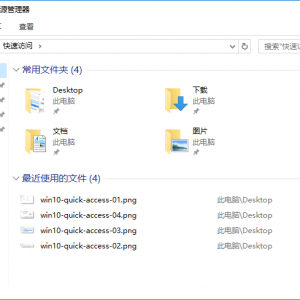 源管理器
查看
快速访问
搜索"快速访
常用文件夹 (4)
Desktop
此电脑
下载
此电脑
文档
此电脑
图片
此电脑
最近使用的文件 (4)
win10-quick-access-01.png 此电脑\Desktop
win10-quick-access-04.png 此电脑\Desktop
win10-quick-access-03.png 此电脑\Desktop
win10-quick-access-02.png 此电脑\Desktop